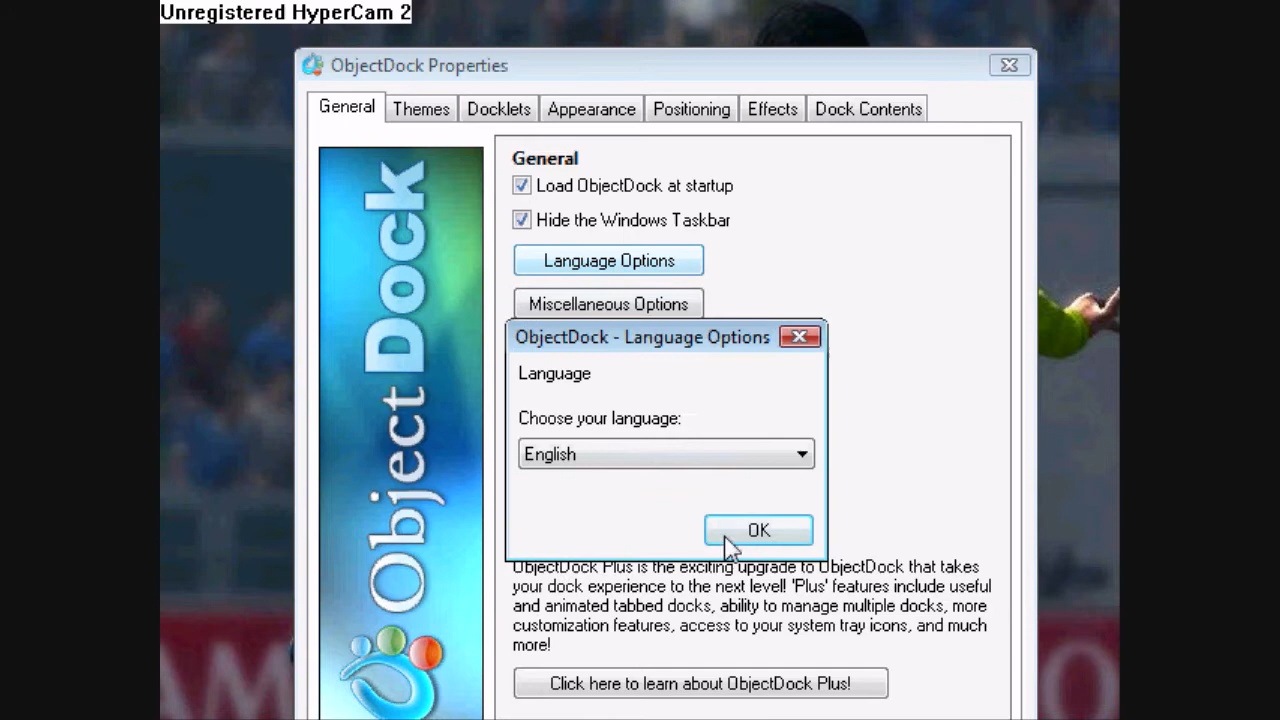 Unregistered HyperCam 2
ObjectDock Properties
General Themes Docklets Appearance Positioning Effects Dock Contents
ObjectDock
General
Load ObjectDock at startup
Hide the Windows Taskbar
Language Options
Miscellaneous Options
ObjectDock - Language Options
Language
Choose your language:
English
OK
ObjectDock Plus is the exciting upgrade to ObjectDock that takes
your dock experience to the next level! 'Plus' features include useful
and animated tabbed docks, ability to manage multiple docks, more
customization features, access to your system tray icons, and much
more!
Click here to learn about ObjectDock Plus!